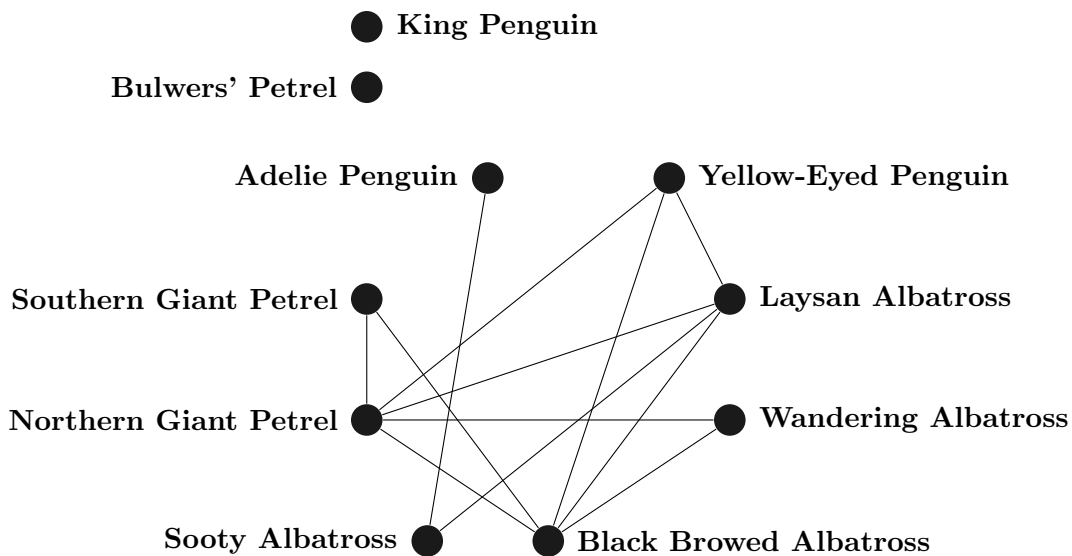 King Penguin
Bulwers’ Petrel
Adelie Penguin
Yellow-Eyed Penguin
Southern Giant Petrel
Laysan Albatross
Northern Giant Petrel
Wandering Albatross
Sooty Albatross
Black Browed Albatross